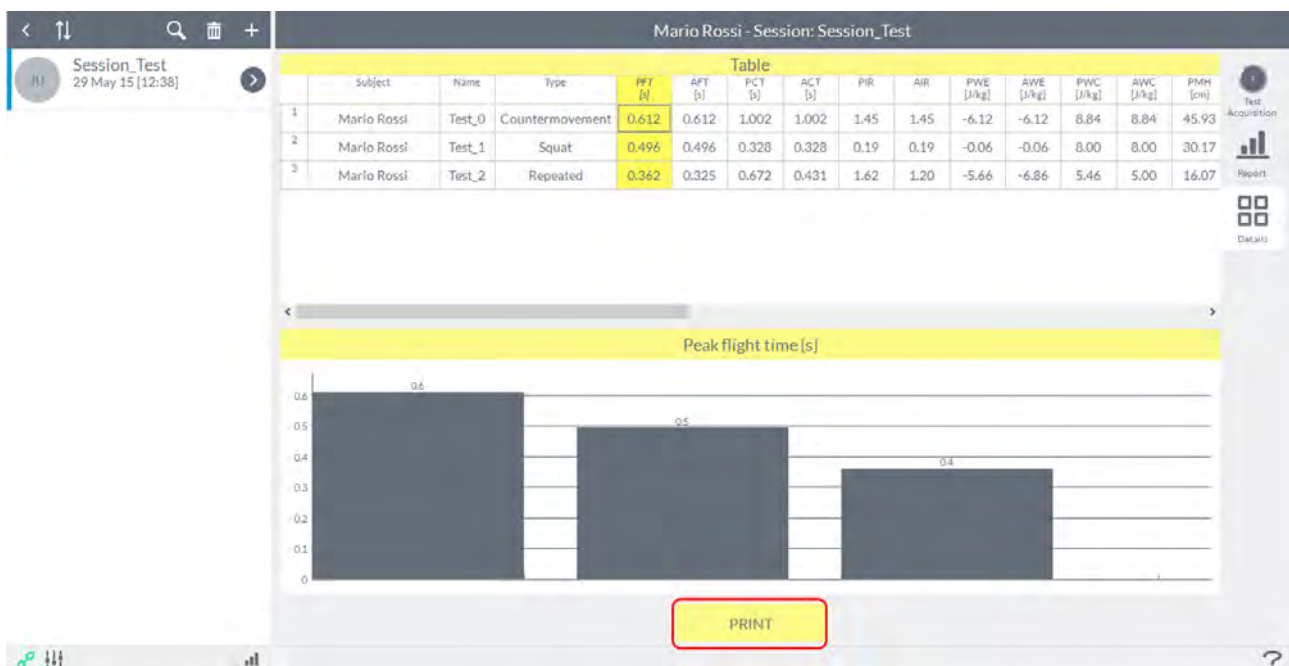 Mario Rossi - Session: Session_Test
Session_Test
29 May 15 [12:38]
JU
Table
Subject Name Type PFT [s] AFT [s] PCT [s] ACT [s] PIR AIR PWE [J/kg] AWE [J/kg] PWC [J/kg] AWC [J/kg] PMH [cm]
1 Mario Rossi Test_0 Countermovement 0.612 0.612 1.002 1.002 1.45 1.45 -6.12 -6.12 8.84 8.84 45.93
2 Mario Rossi Test_1 Squat 0.496 0.496 0.328 0.328 0.19 0.19 -0.06 -0.06 8.00 8.00 30.17
3 Mario Rossi Test_2 Repeated 0.362 0.325 0.672 0.431 1.62 1.20 -5.66 -6.86 5.46 5.00 16.07
Test
Acquisition
Report
Details
Peak flight time [s]
0.6
0.5
0.4
0.3
0.2
0.1
0
0.6
0.5
0.4
PRINT
?